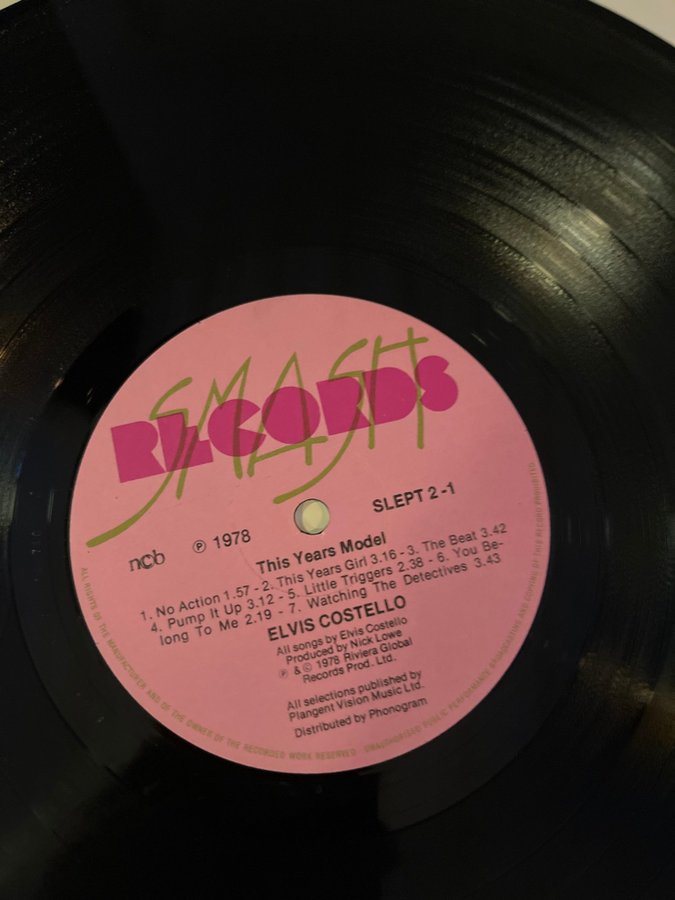 SMASH
RECORDS
SLEPT 2-1
ncb ℗ 1978
This Years Model
1. No Action 1.57 - 2. This Years Girl 3.16 - 3. The Beat 3.42
4. Pump It Up 3.12 - 5. Little Triggers 2.38 - 6. You Be-
long To Me 2.19 - 7. Watching The Detectives 3.43
ELVIS COSTELLO
All songs by Elvis Costello
Produced by Nick Lowe
℗ & © 1978 Riviera Global
Records Prod. Ltd.
All selections published by
Plangent Vision Music Ltd.
Distributed by Phonogram
ALL RIGHTS OF THE MANUFACTURER AND OF THE OWNER OF THE RECORDED WORK RESERVED - UNAUTHORISED PUBLIC PERFORMANCE BROADCASTING AND COPYING OF THIS RECORD PROHIBITED